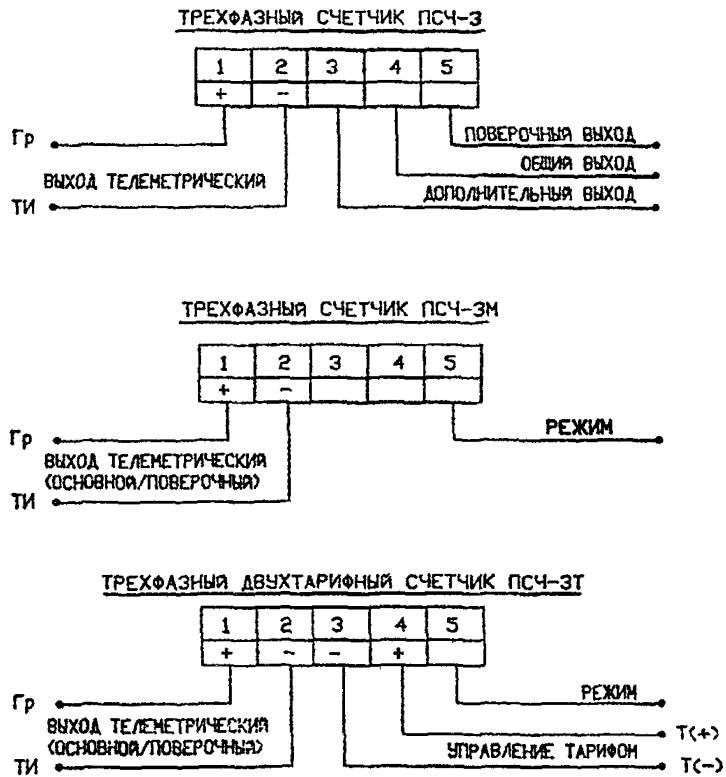 ТРЕХФАЗНЫЙ СЧЕТЧИК ПСЧ-3
1 2 3 4 5
+ -
Гр
ПОВЕРОЧНЫЙ ВЫХОД
ОБЩИЙ ВЫХОД
ВЫХОД ТЕЛЕМЕТРИЧЕСКИЙ
ДОПОЛНИТЕЛЬНЫЙ ВЫХОД
ТИ
ТРЕХФАЗНЫЙ СЧЕТЧИК ПСЧ-3М
1 2 3 4 5
+ -
Гр
РЕЖИМ
ВЫХОД ТЕЛЕМЕТРИЧЕСКИЙ
(ОСНОВНОЙ/ПОВЕРОЧНЫЙ)
ТИ
ТРЕХФАЗНЫЙ ДВУХТАРИФНЫЙ СЧЕТЧИК ПСЧ-3Т
1 2 3 4 5
+ ~ - +
Гр
РЕЖИМ
ВЫХОД ТЕЛЕМЕТРИЧЕСКИЙ
Т(+)
(ОСНОВНОЙ/ПОВЕРОЧНЫЙ)
УПРАВЛЕНИЕ ТАРИФОМ
ТИ
Т(-)